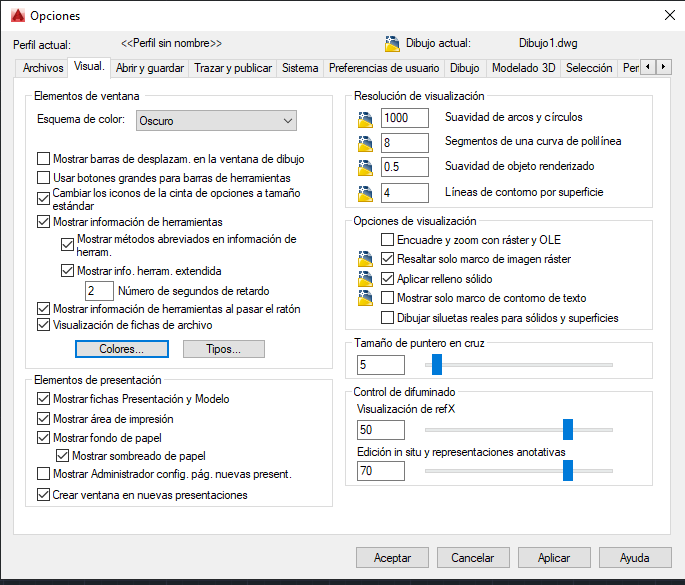 Opciones
Perfil actual:
<<Perfil sin nombre>>
Dibujo actual:
Dibujo1.dwg
Archivos
Visual.
Abrir y guardar
Trazar y publicar
Sistema
Preferencias de usuario
Dibujo
Modelado 3D
Selección
Per
Elementos de ventana
Esquema de color:
Oscuro
Mostrar barras de desplazam. en la ventana de dibujo
Usar botones grandes para barras de herramientas
Cambiar los iconos de la cinta de opciones a tamaño
estándar
Mostrar información de herramientas
Mostrar métodos abreviados en información de
herram.
Mostrar info. herram. extendida
2
Número de segundos de retardo
Mostrar información de herramientas al pasar el ratón
Visualización de fichas de archivo
Colores...
Tipos...
Elementos de presentación
Mostrar fichas Presentación y Modelo
Mostrar área de impresión
Mostrar fondo de papel
Mostrar sombreado de papel
Mostrar Administrador config. pág. nuevas present.
Crear ventana en nuevas presentaciones
Resolución de visualización
1000
Suavidad de arcos y círculos
8
Segmentos de una curva de polilínea
0.5
Suavidad de objeto renderizado
4
Líneas de contorno por superficie
Opciones de visualización
Encuadre y zoom con ráster y OLE
Resaltar solo marco de imagen ráster
Aplicar relleno sólido
Mostrar solo marco de contorno de texto
Dibujar siluetas reales para sólidos y superficies
Tamaño de puntero en cruz
5
Control de difuminado
Visualización de refX
50
Edición in situ y representaciones anotativas
70
Aceptar
Cancelar
Aplicar
Ayuda